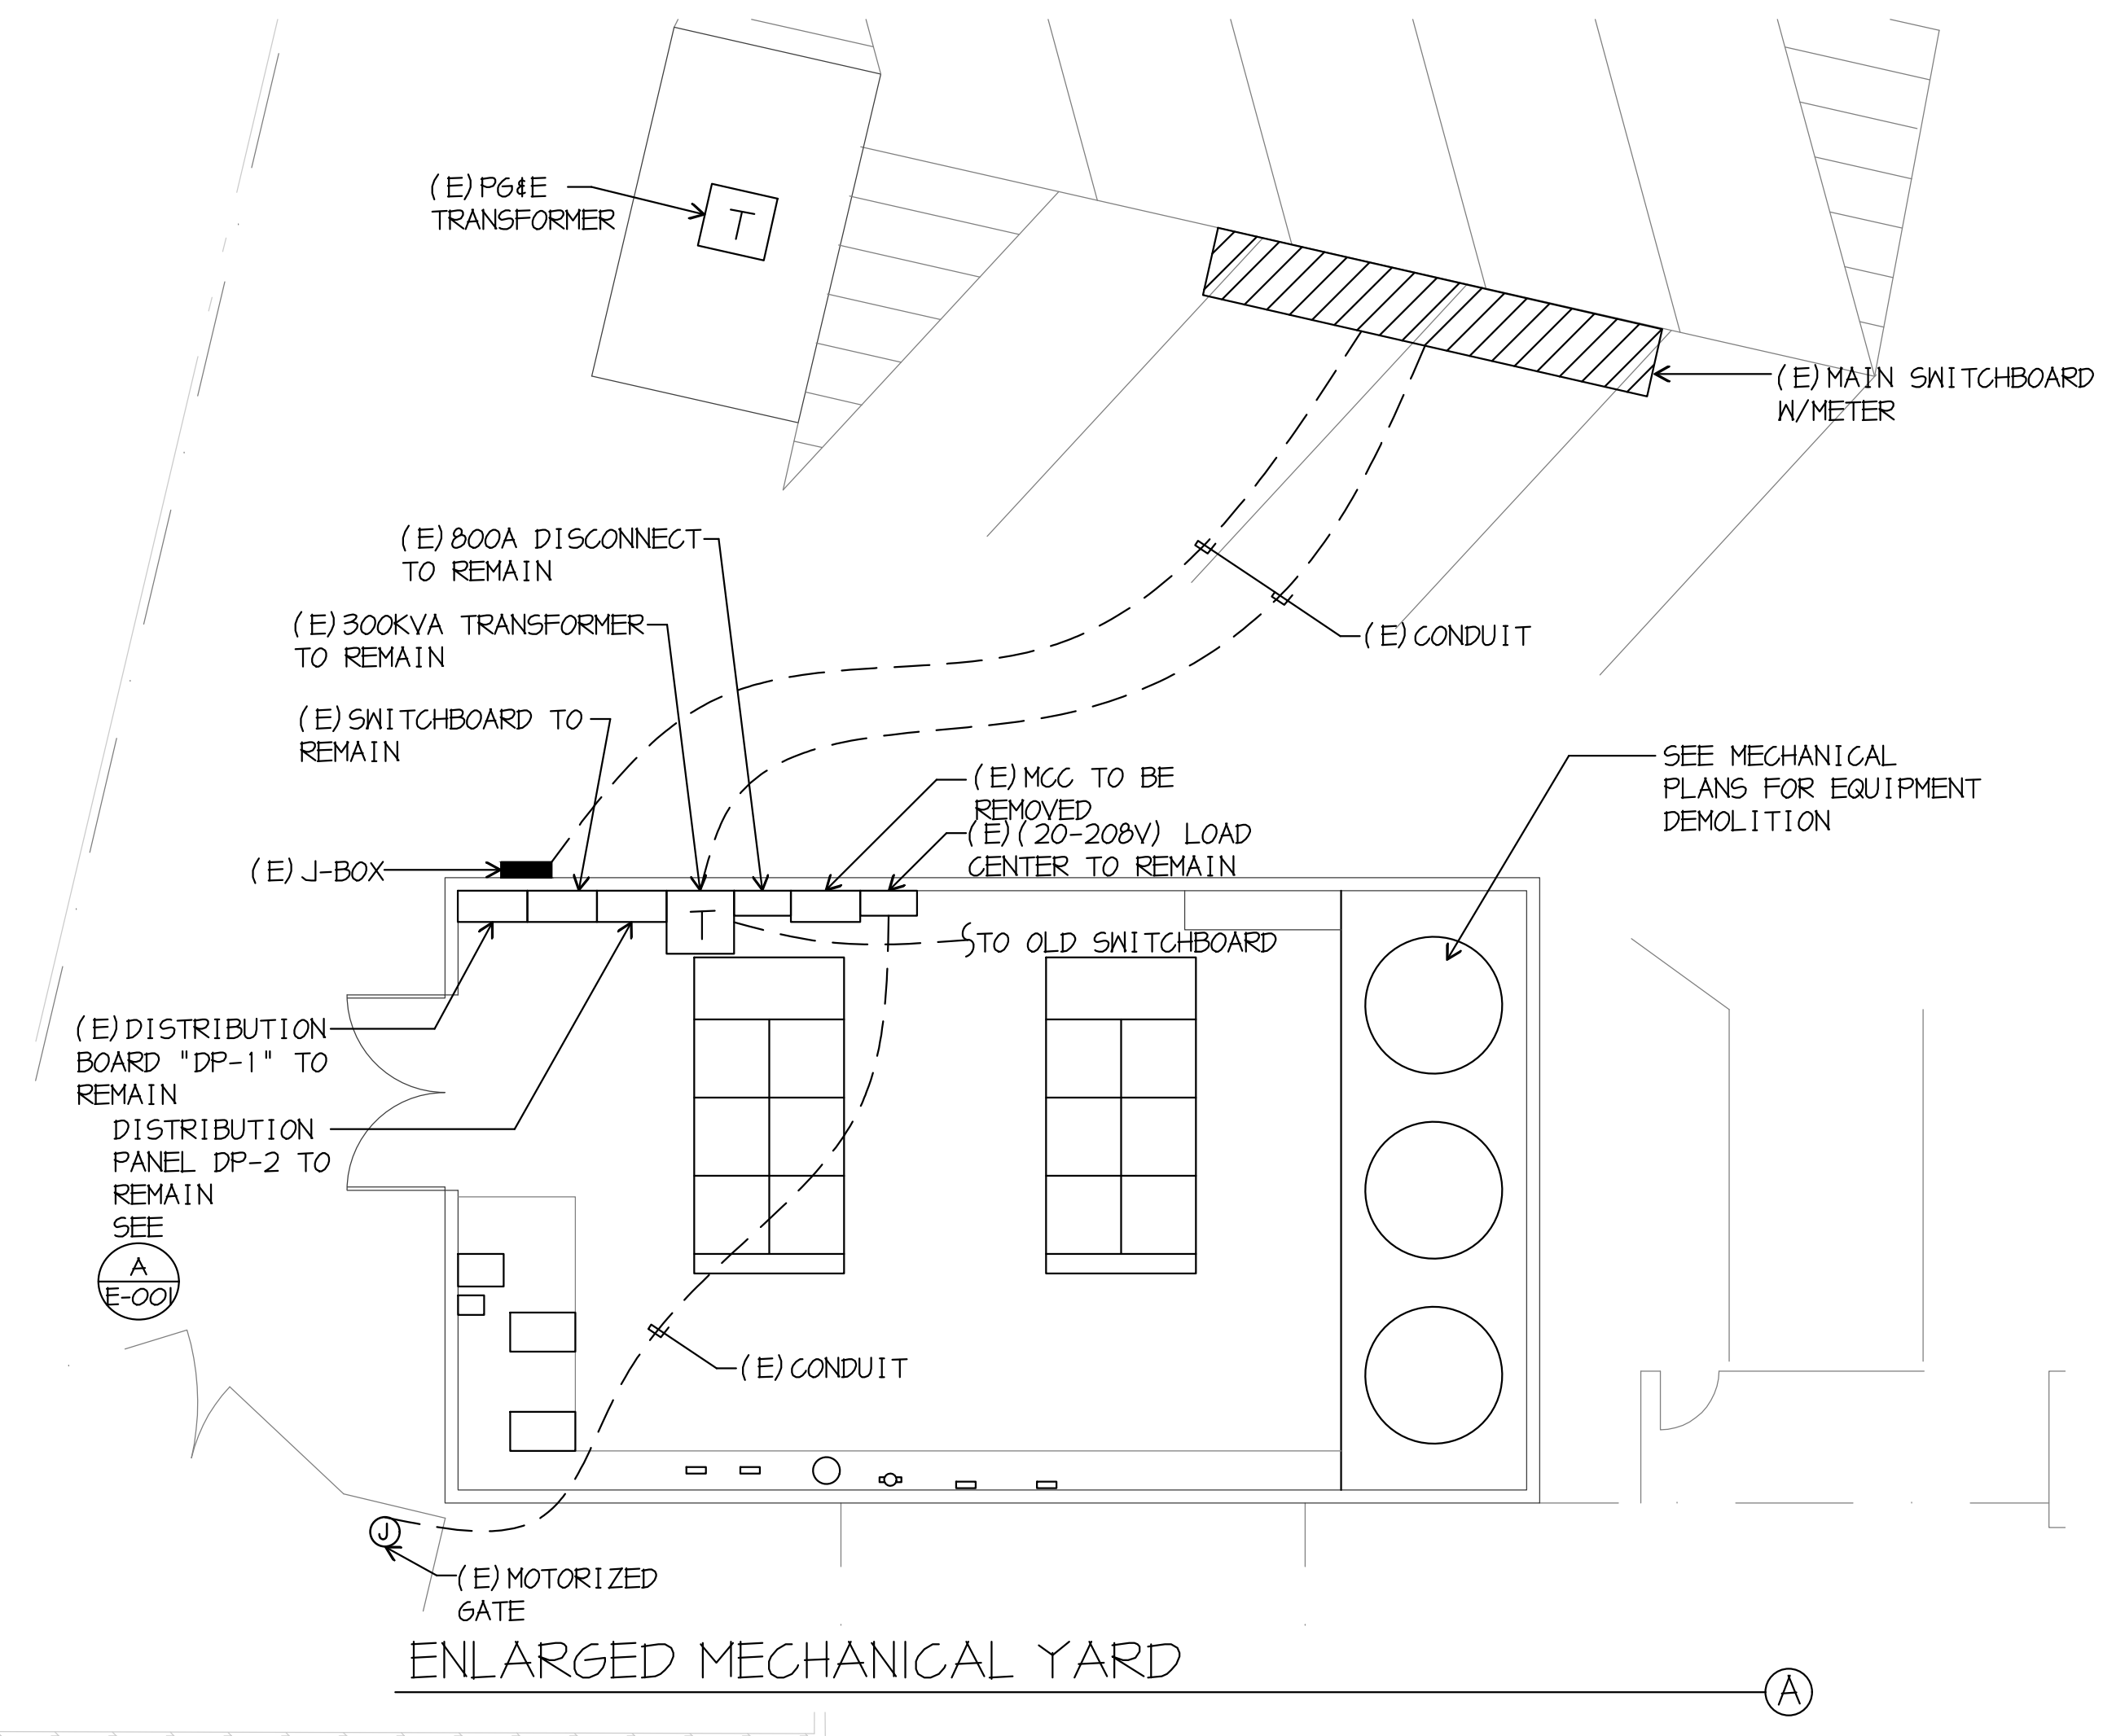 (E)PG&E
TRANSFORMER
T
(E)MAIN SWITCHBOARD
W/METER
(E)800A DISCONNECT
TO REMAIN
(E)300KVA TRANSFORMER
TO REMAIN
(E)CONDUIT
(E)SWITCHBOARD TO
REMAIN
(E)MCC TO BE
REMOVED
(E)(20-208V) LOAD
CENTER TO REMAIN
SEE MECHANICAL
PLANS FOR EQUIPMENT
DEMOLITION
(E)J-BOX
T
TO OLD SWITCHBOARD
(E)DISTRIBUTION
BOARD "DP-1" TO
REMAIN
DISTRIBUTION
PANEL DP-2 TO
REMAIN
SEE
A
E-001
(E)CONDUIT
J
(E)MOTORIZED
GATE
ENLARGED MECHANICAL YARD
A